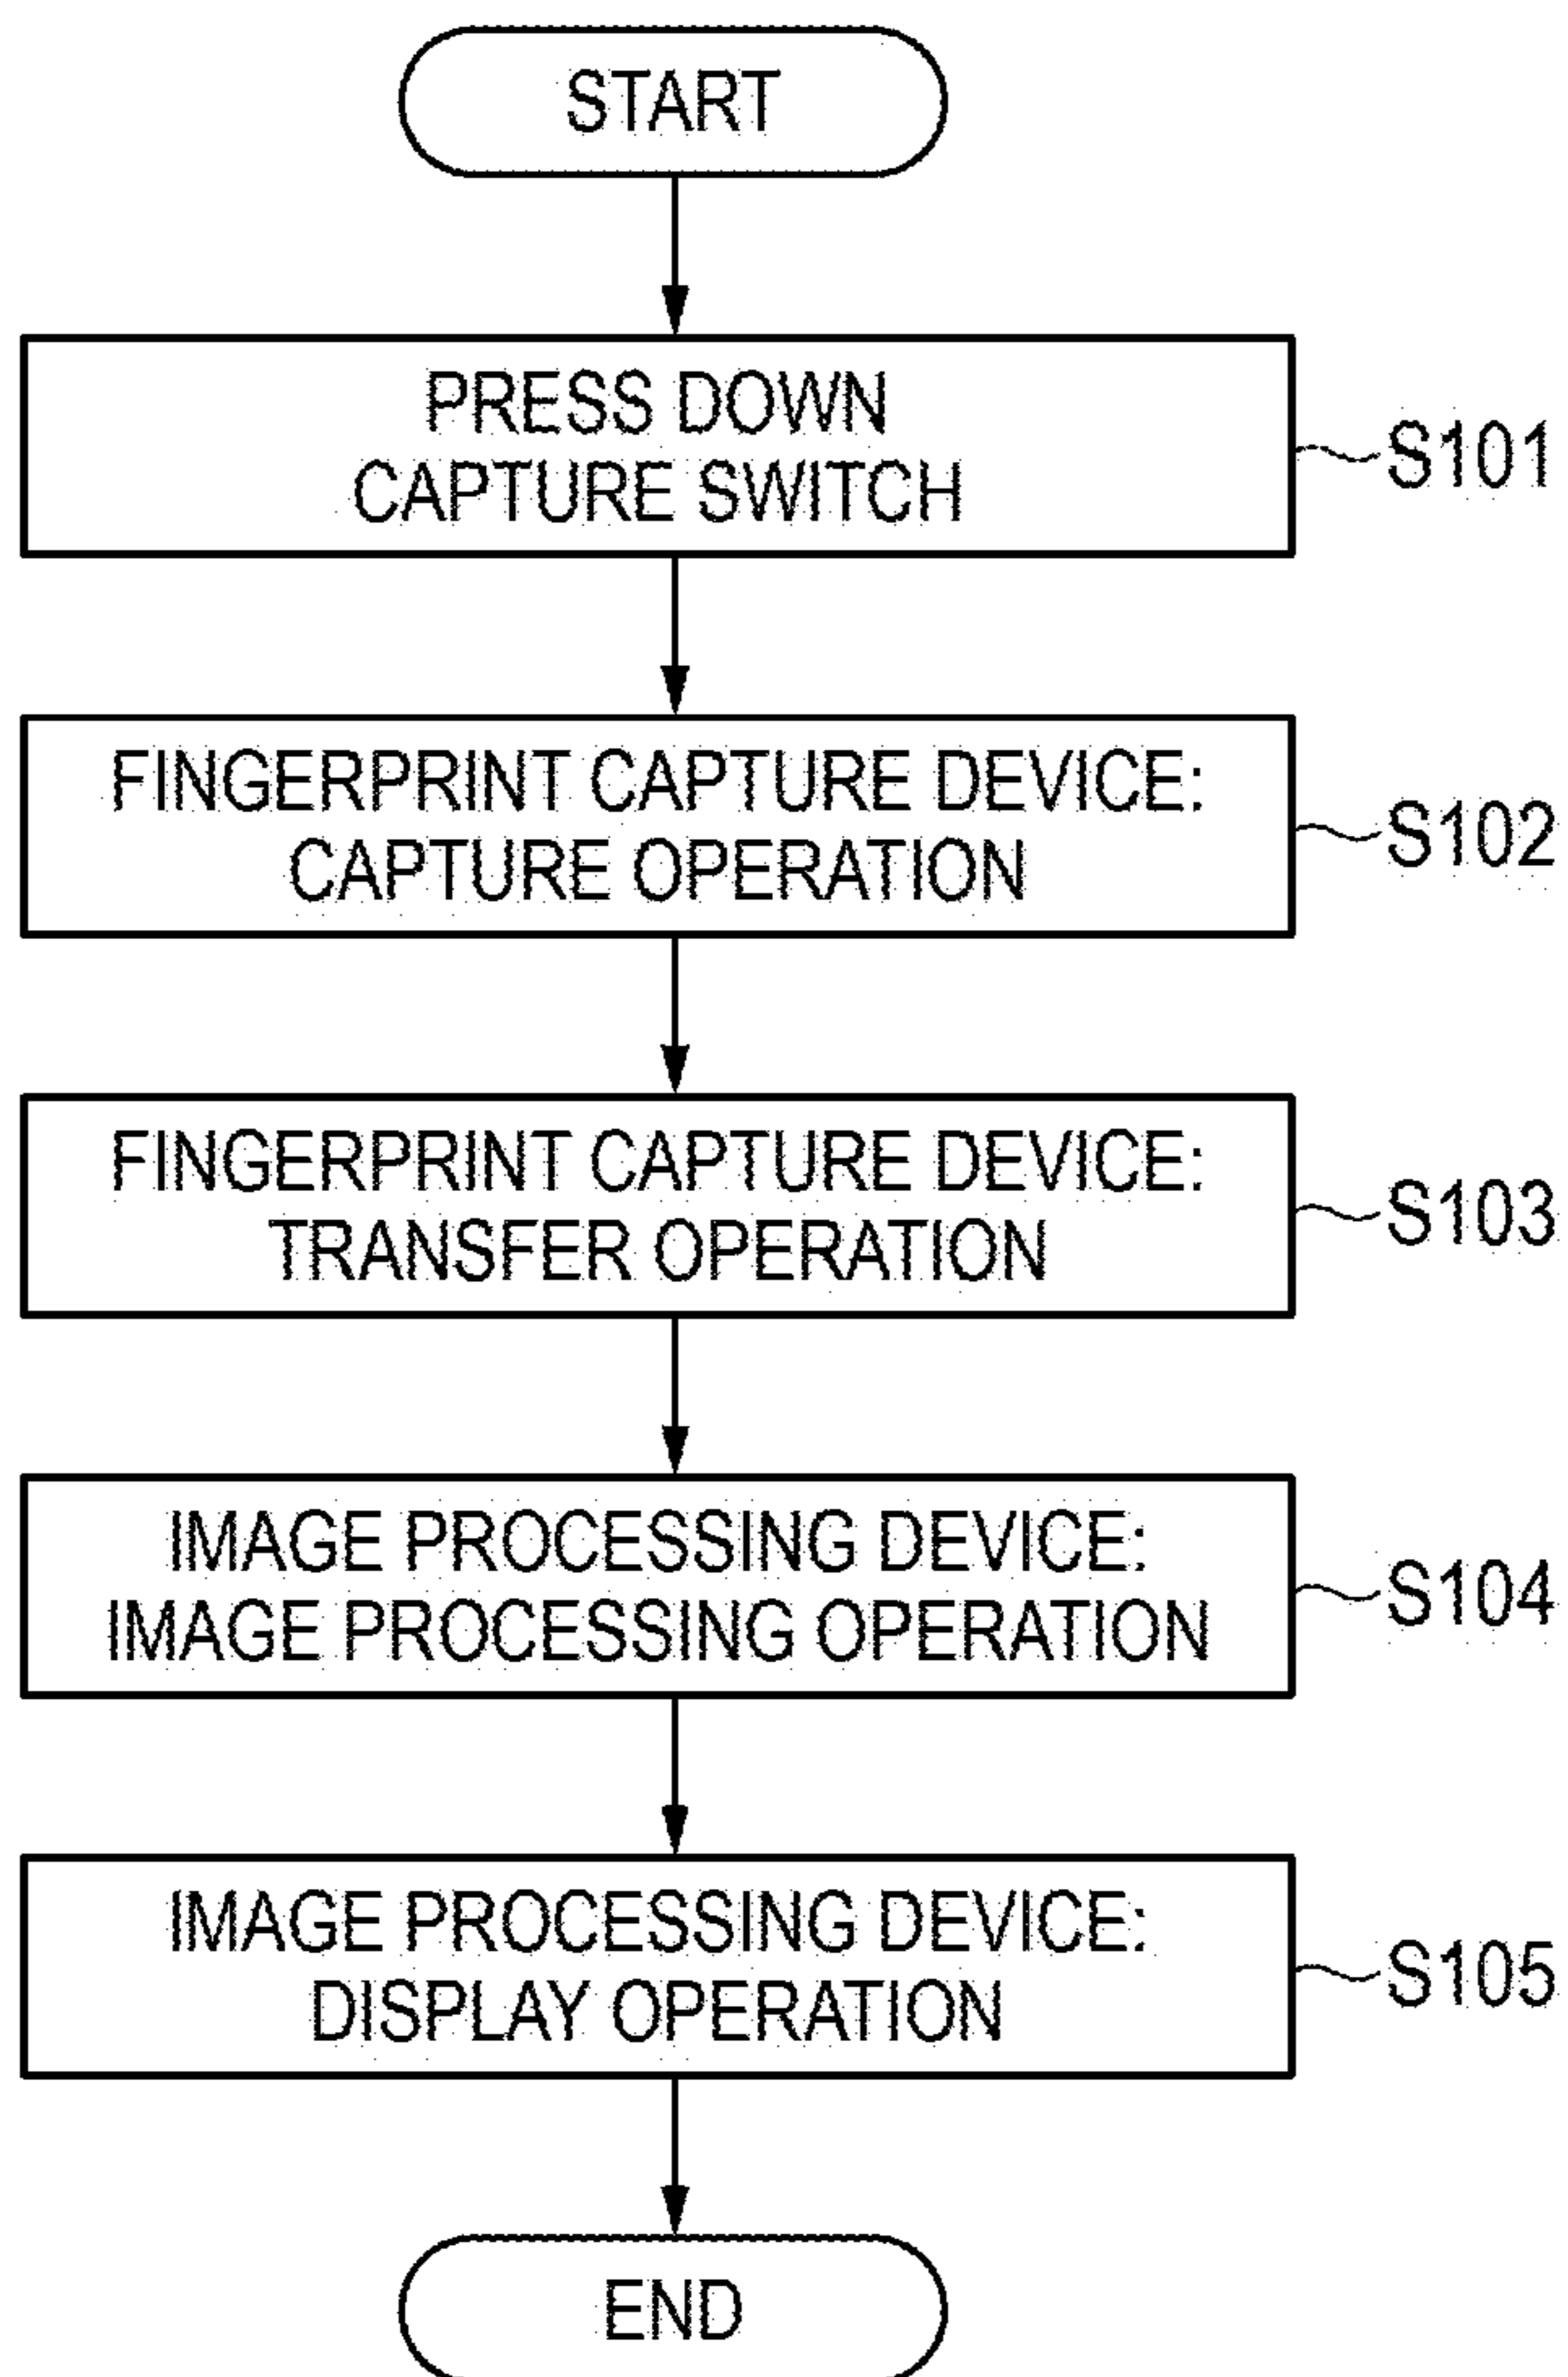 START
PRESS DOWN
CAPTURE SWITCH
S101
FINGERPRINT CAPTURE DEVICE:
CAPTURE OPERATION
S102
FINGERPRINT CAPTURE DEVICE:
TRANSFER OPERATION
S103
IMAGE PROCESSING DEVICE:
IMAGE PROCESSING OPERATION
S104
IMAGE PROCESSING DEVICE:
DISPLAY OPERATION
S105
END